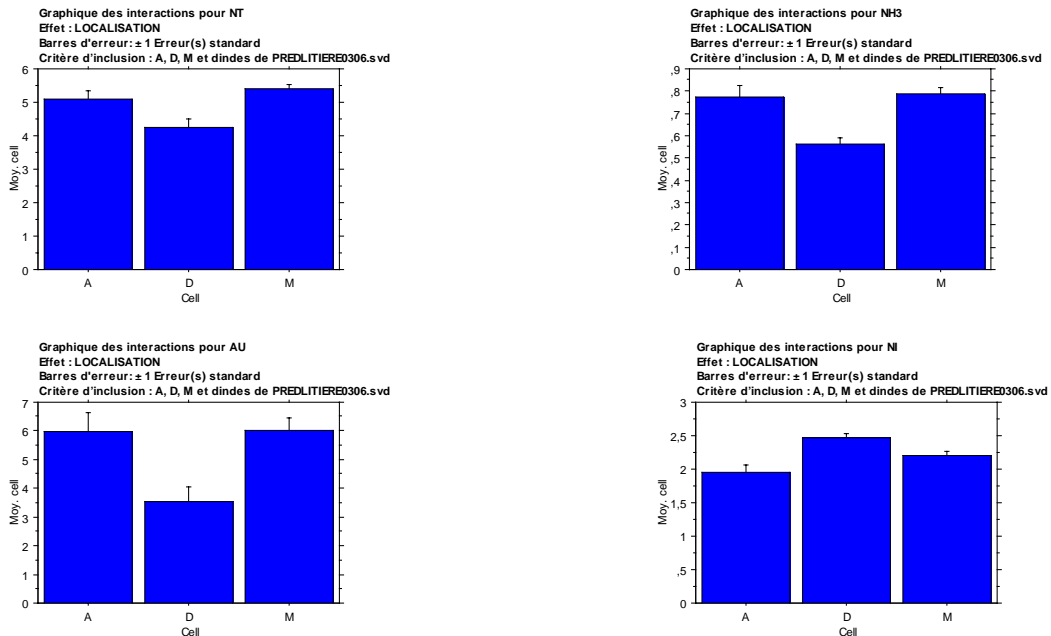 Graphique des interactions pour NT
Effet : LOCALISATION
Barres d'erreur: ± 1 Erreur(s) standard
Critère d'inclusion : A, D, M et dindes de PREDLITIERE0306.svd
6
5
4
3
2
1
0
Moy. cell
A D M
Cell
Graphique des interactions pour NH3
Effet : LOCALISATION
Barres d'erreur: ± 1 Erreur(s) standard
Critère d'inclusion : A, D, M et dindes de PREDLITIERE0306.svd
,9
,8
,7
,6
,5
,4
,3
,2
,1
0
Moy. cell
A D M
Cell
Graphique des interactions pour AU
Effet : LOCALISATION
Barres d'erreur: ± 1 Erreur(s) standard
Critère d'inclusion : A, D, M et dindes de PREDLITIERE0306.svd
7
6
5
4
3
2
1
0
Moy. cell
A D M
Cell
Graphique des interactions pour NI
Effet : LOCALISATION
Barres d'erreur: ± 1 Erreur(s) standard
Critère d'inclusion : A, D, M et dindes de PREDLITIERE0306.svd
3
2,5
2
1,5
1
,5
0
Moy. cell
A D M
Cell